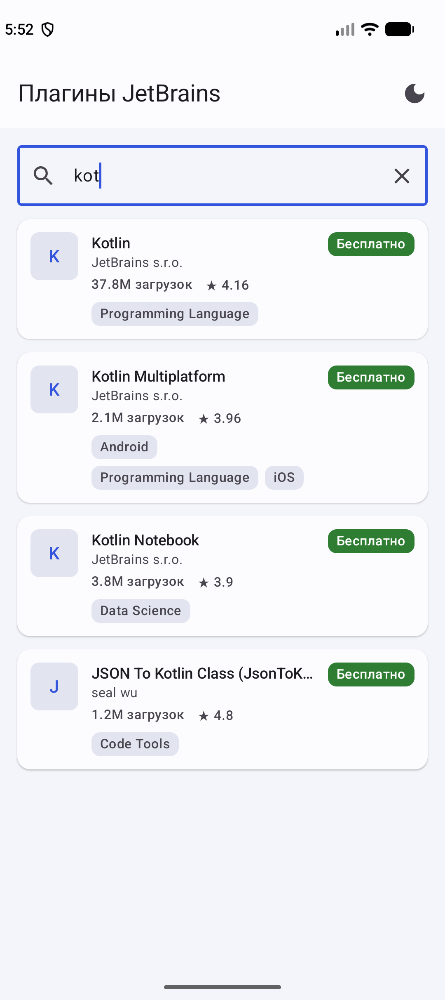 5:52
Плагины JetBrains
kot
K
Kotlin
Бесплатно
JetBrains s.r.o.
37.8M загрузок ★ 4.16
Programming Language
K
Kotlin Multiplatform
Бесплатно
JetBrains s.r.o.
2.1M загрузок ★ 3.96
Android
Programming Language iOS
K
Kotlin Notebook
Бесплатно
JetBrains s.r.o.
3.8M загрузок ★ 3.9
Data Science
J
JSON To Kotlin Class (JsonToK...
Бесплатно
seal wu
1.2M загрузок ★ 4.8
Code Tools